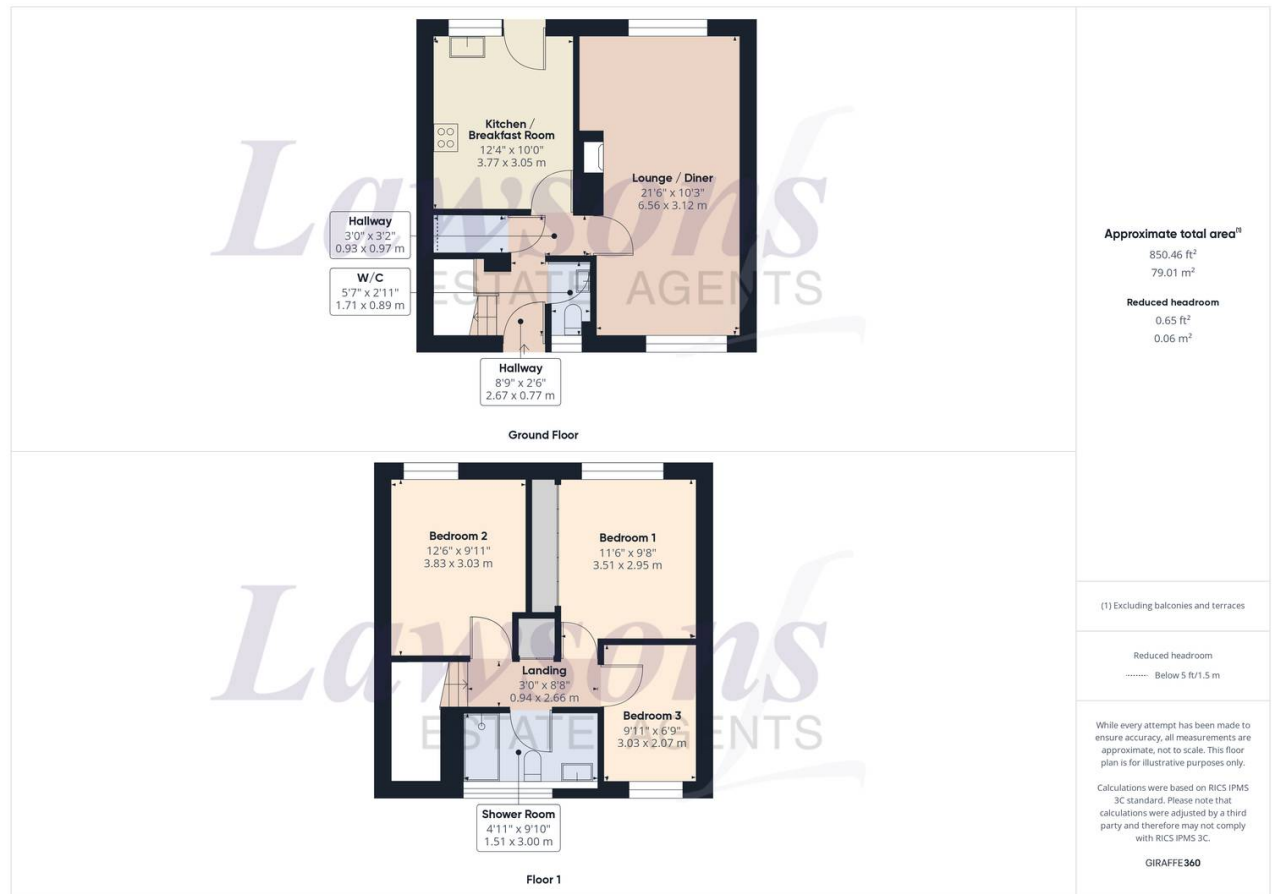 Lawsons
ESTATE AGENTS
Kitchen /
Breakfast Room
12'4" x 10'0"
3.77 x 3.05 m
Lounge / Diner
21'6" x 10'3"
6.56 x 3.12 m
Hallway
3'0" x 3'2"
0.93 x 0.97 m
W/C
5'7" x 2'11"
1.71 x 0.89 m
Hallway
8'9" x 2'6"
2.67 x 0.77 m
Ground Floor
Lawsons
ESTATE AGENTS
Bedroom 2
12'6" x 9'11"
3.83 x 3.03 m
Bedroom 1
11'6" x 9'8"
3.51 x 2.95 m
Landing
3'0" x 8'8"
0.94 x 2.66 m
Bedroom 3
9'11" x 6'9"
3.03 x 2.07 m
Shower Room
4'11" x 9'10"
1.51 x 3.00 m
Floor 1
Approximate total area(1)
850.46 ft²
79.01 m²
Reduced headroom
0.65 ft²
0.06 m²
(1) Excluding balconies and terraces
Reduced headroom
Below 5 ft/1.5 m
While every attempt has been made to
ensure accuracy, all measurements are
approximate, not to scale. This floor
plan is for illustrative purposes only.
Calculations were based on RICS IPMS
3C standard. Please note that
calculations were adjusted by a third
party and therefore may not comply
with RICS IPMS 3C.
GIRAFFE360